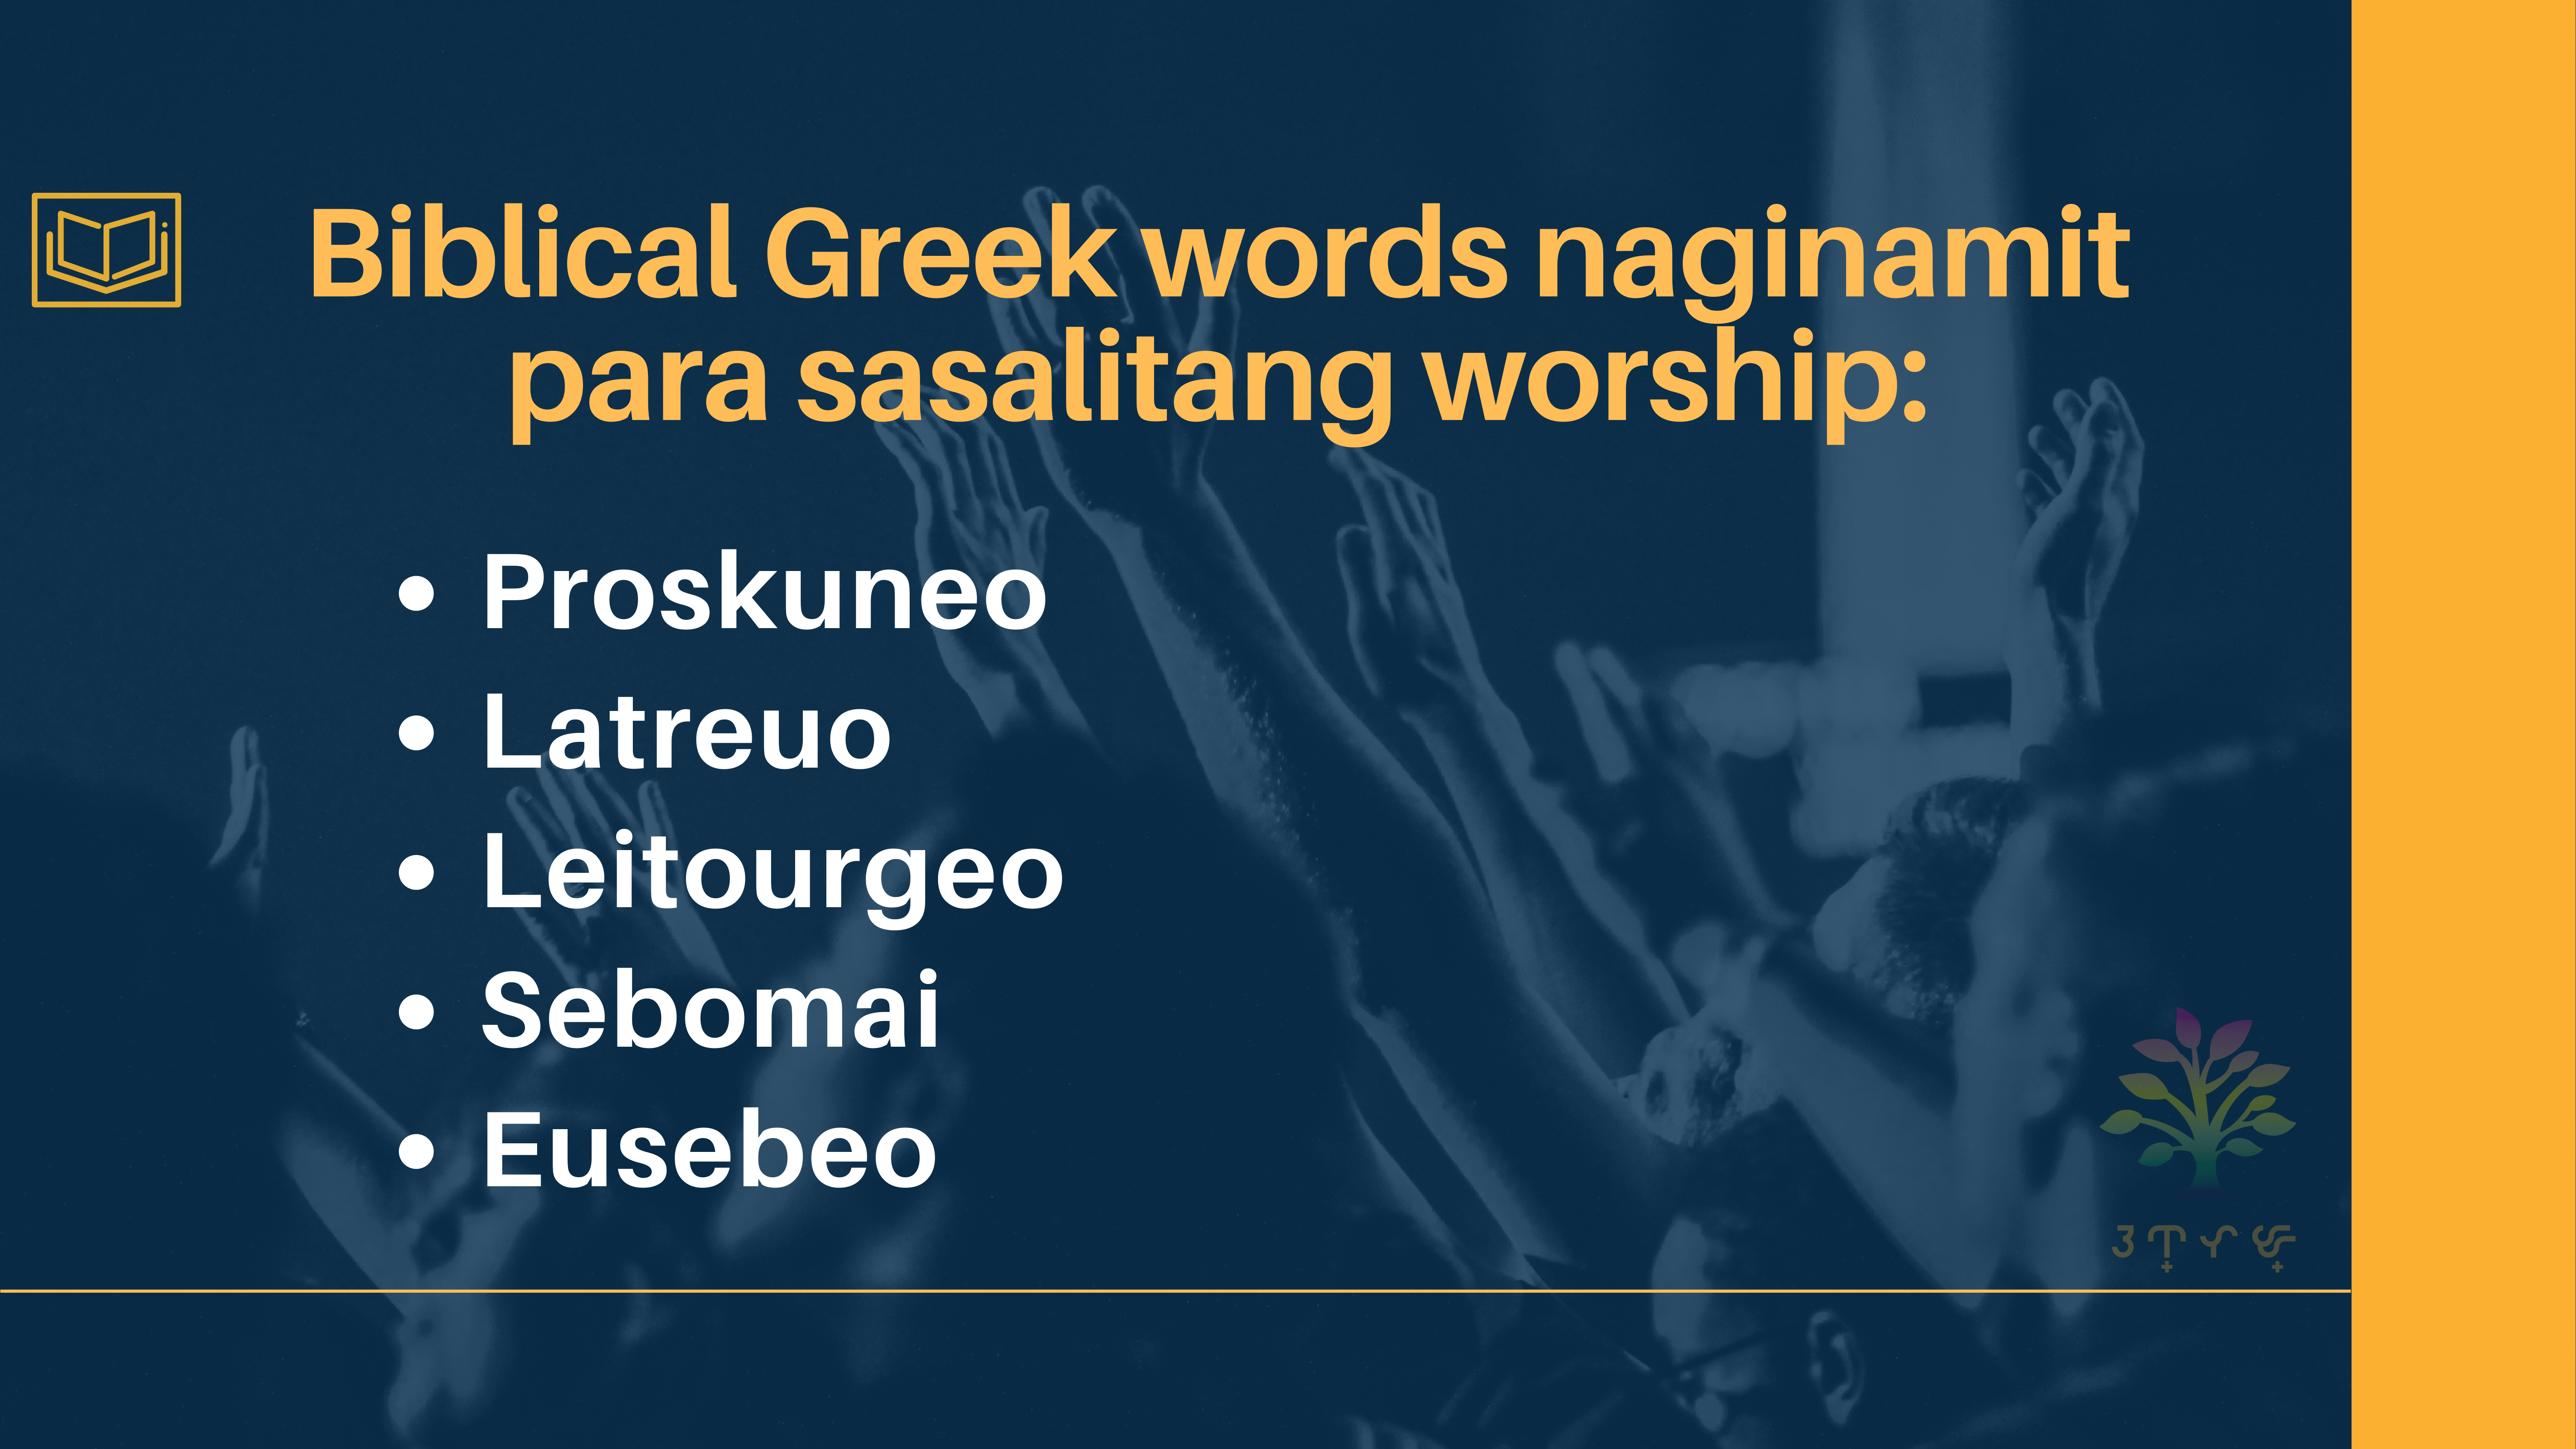 Biblical Greek words naginamit
para sasalitang worship:
• Proskuneo
• Latreuo
• Leitourgeo
• Sebomai
• Eusebeo